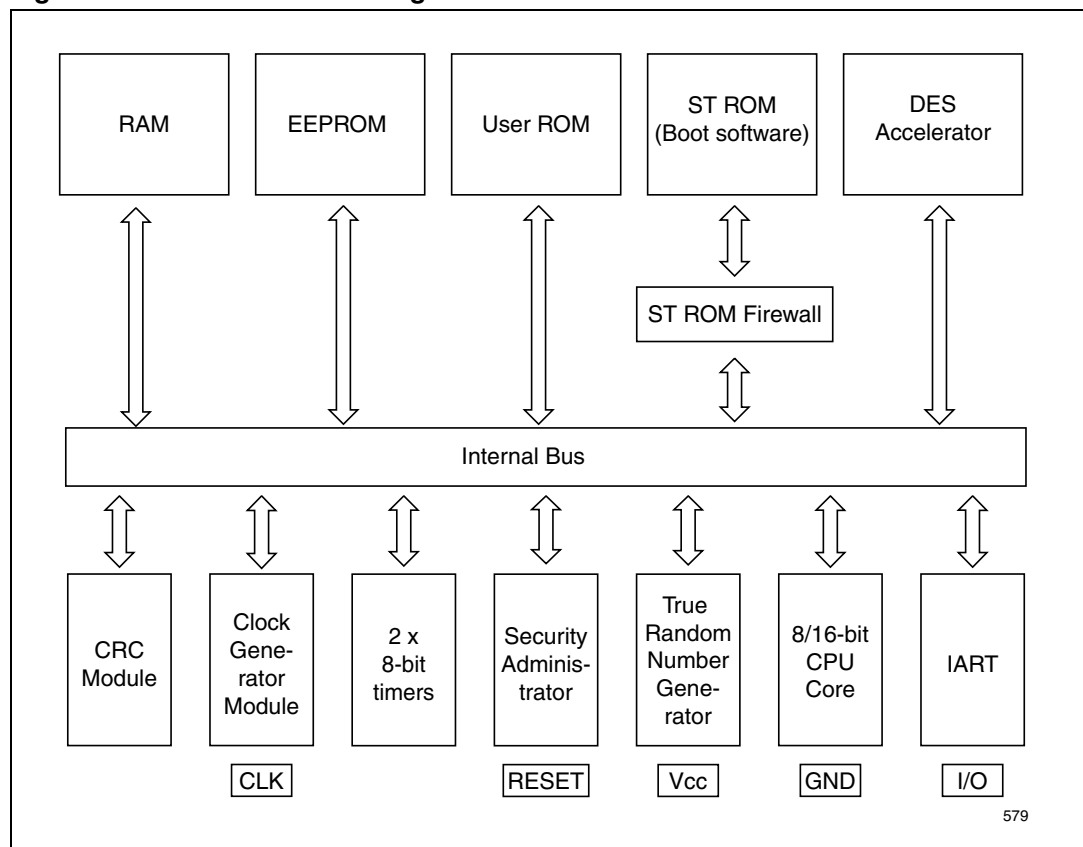 RAM
EEPROM
User ROM
ST ROM
(Boot software)
DES
Accelerator
ST ROM Firewall
Internal Bus
CRC
Module
Clock
Gene-
rator
Module
2 x
8-bit
timers
Security
Adminis-
trator
True
Random
Number
Gene-
rator
8/16-bit
CPU
Core
IART
CLK
RESET
Vcc
GND
I/O
579